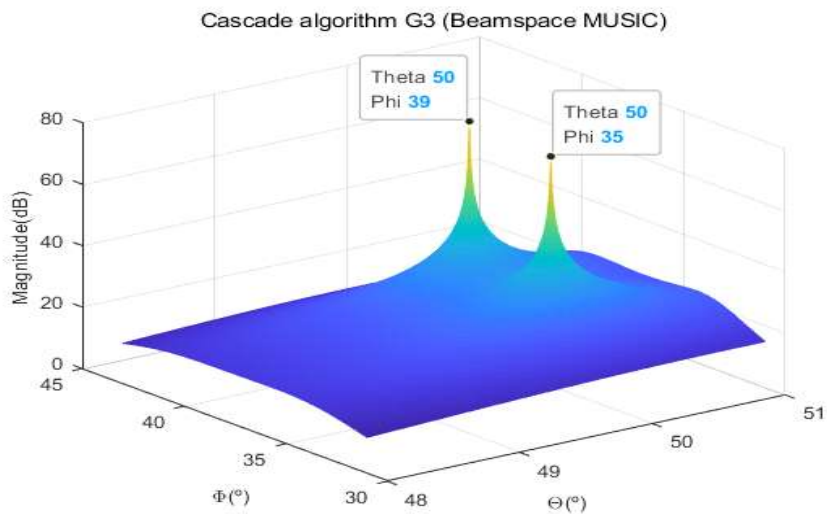 Cascade algorithm G3 (Beamspace MUSIC)
Theta 50
Phi 39
Theta 50
Phi 35
Magnitude(dB)
80
60
40
20
0
45
40
35
30
Φ(º)
48
49
50
51
Θ(º)